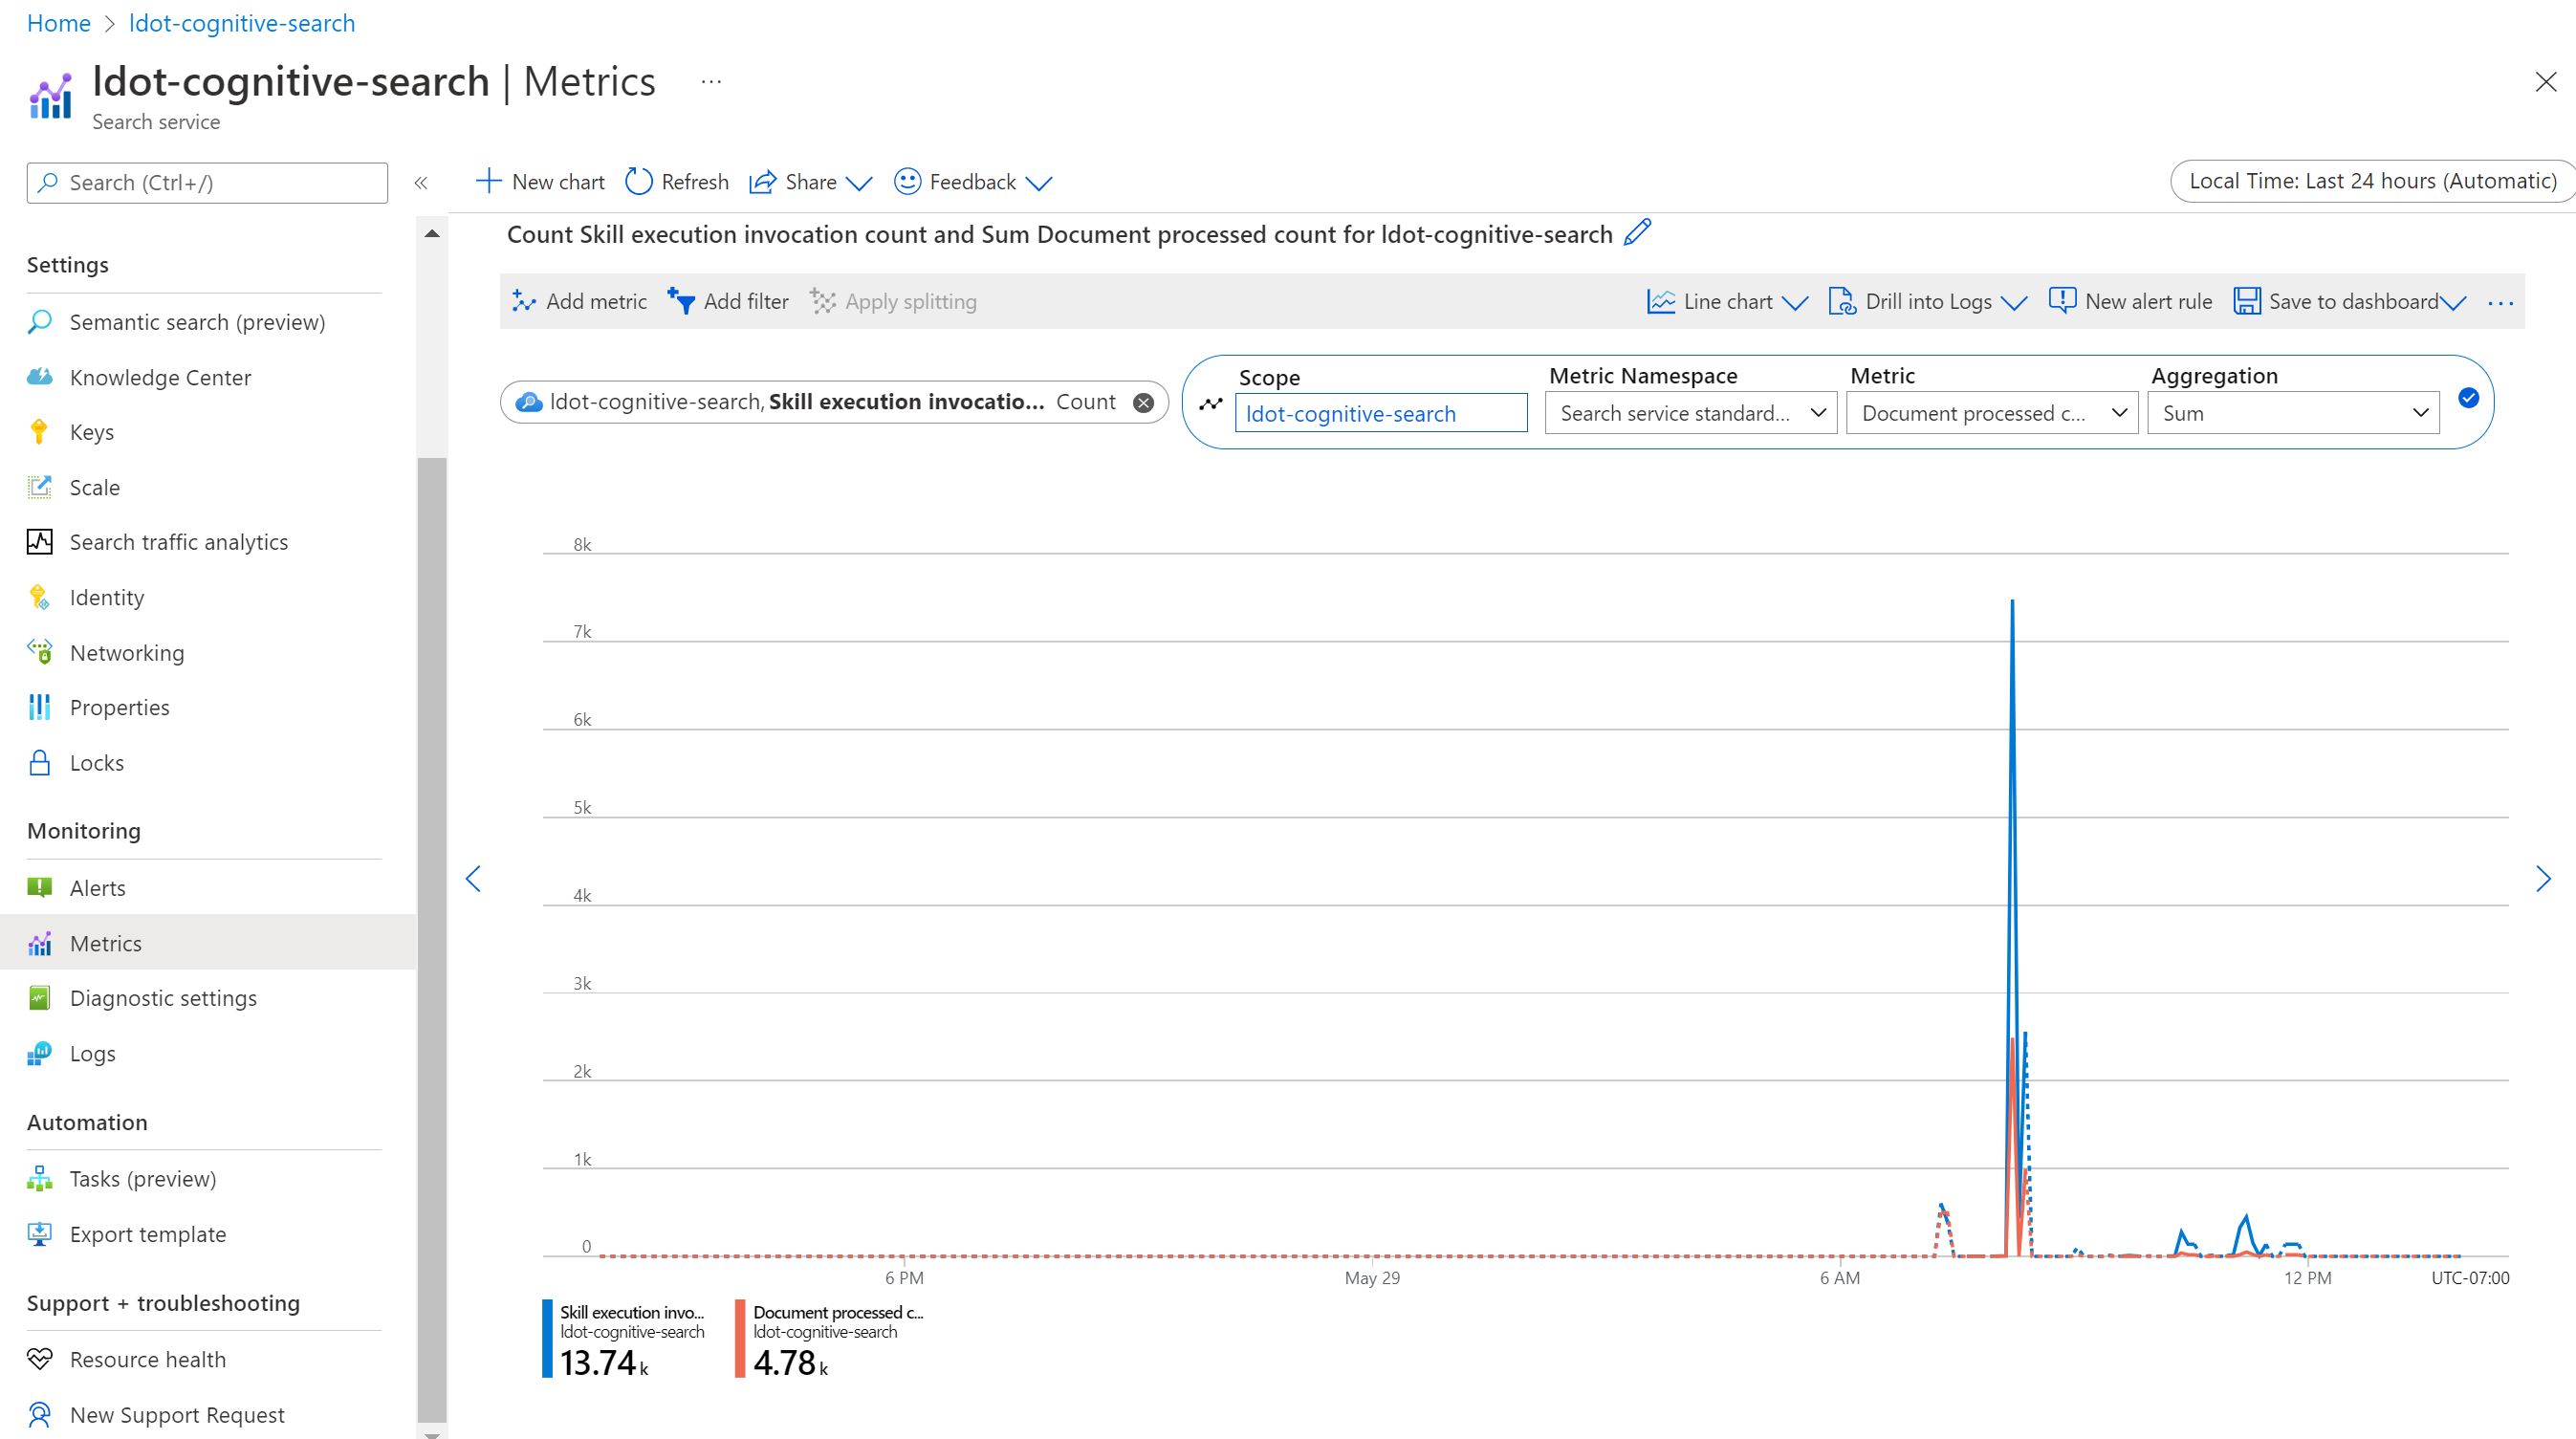 Home > ldot-cognitive-search
ldot-cognitive-search | Metrics ...
Search service
Search (Ctrl+/)
«
New chart Refresh Share Feedback
Local Time: Last 24 hours (Automatic)
Settings
Semantic search (preview)
Knowledge Center
Keys
Scale
Search traffic analytics
Identity
Networking
Properties
Locks
Monitoring
Alerts
Metrics
Diagnostic settings
Logs
Automation
Tasks (preview)
Export template
Support + troubleshooting
Resource health
New Support Request
Count Skill execution invocation count and Sum Document processed count for ldot-cognitive-search
Add metric Add filter Apply splitting Line chart Drill into Logs New alert rule Save to dashboard ...
ldot-cognitive-search, Skill execution invocatio... Count
Scope Metric Namespace Metric Aggregation
ldot-cognitive-search Search service standard... Document processed c... Sum
8k
7k
6k
5k
4k
3k
2k
1k
0
6 PM May 29 6 AM 12 PM UTC-07:00
Skill execution invo...
ldot-cognitive-search
13.74 k
Document processed c...
ldot-cognitive-search
4.78 k